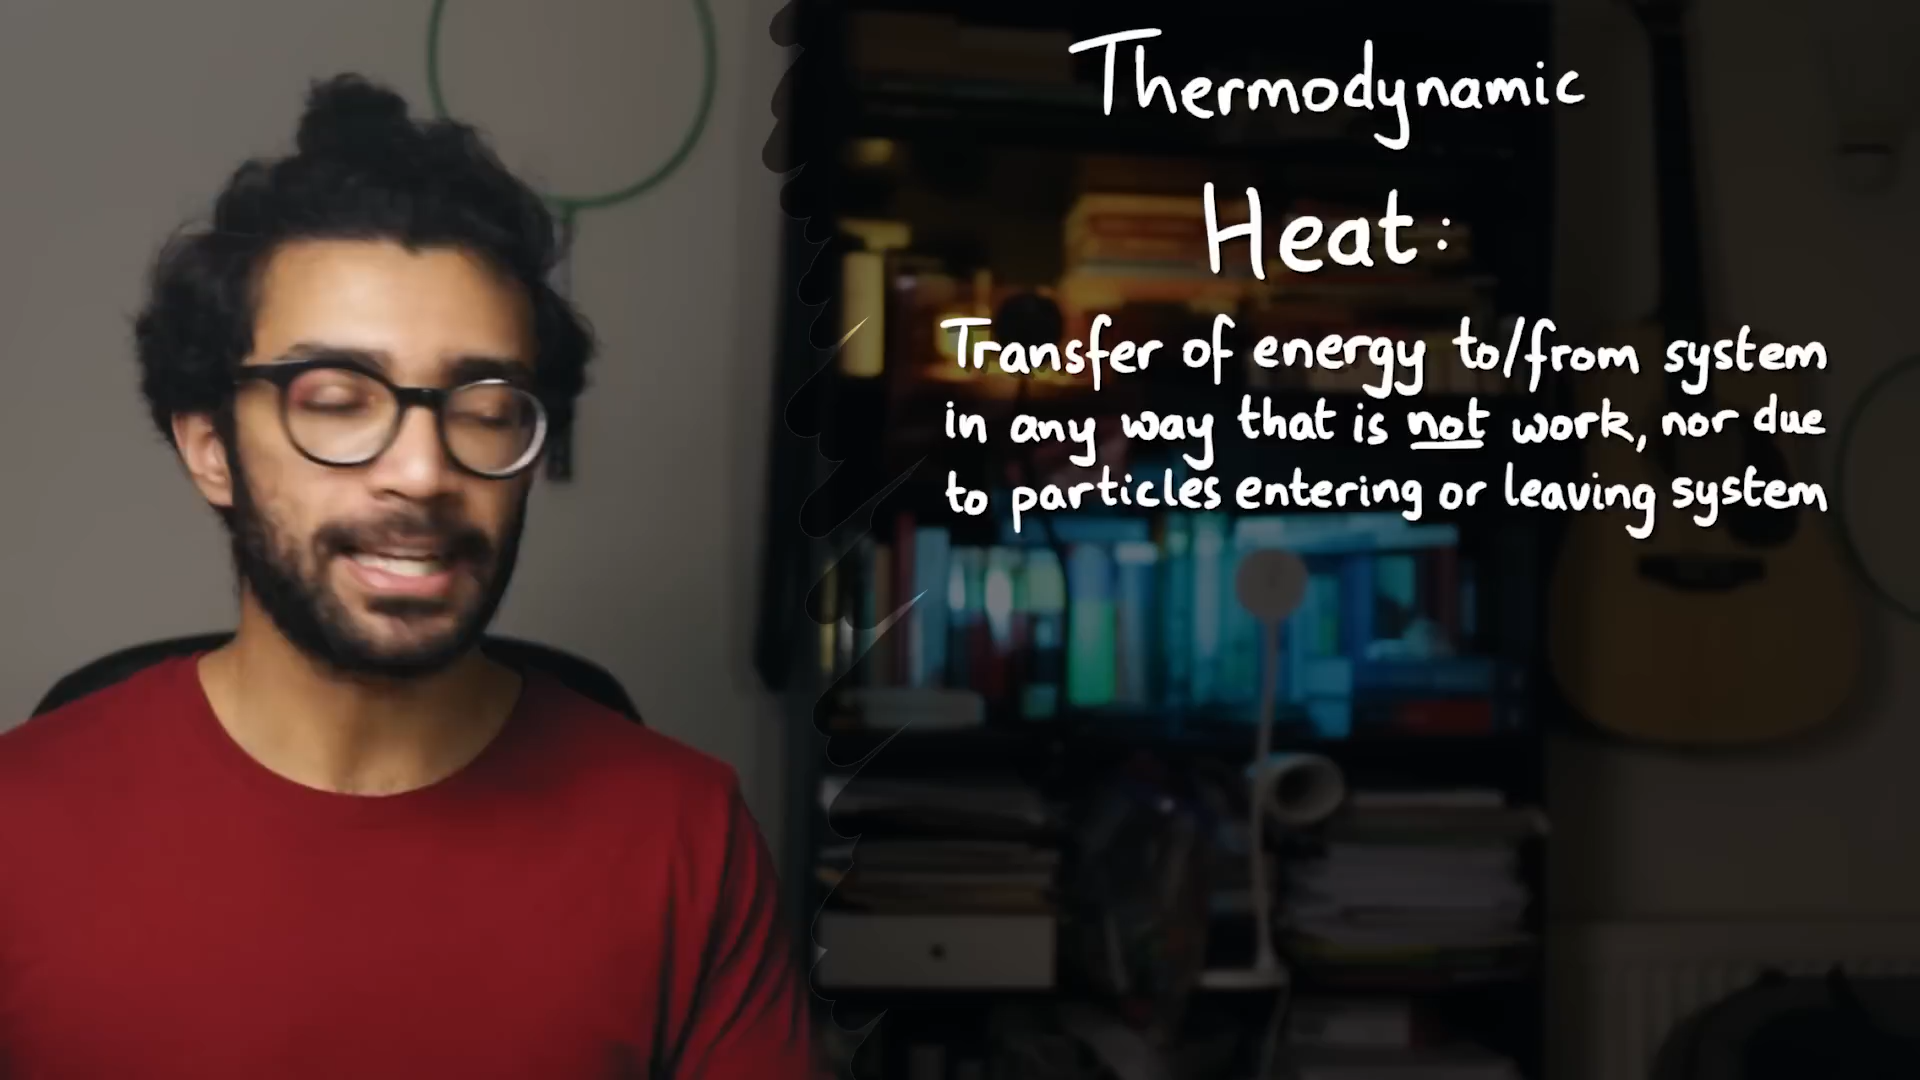 Thermodynamic
Heat:
Transfer of energy to/from system
in any way that is not work, nor due
to particles entering or leaving system